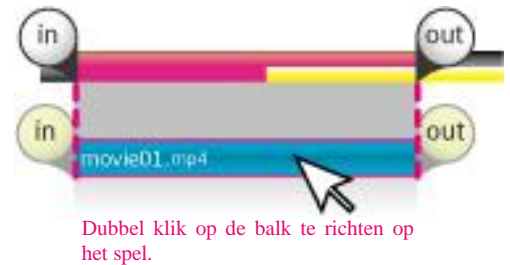 in out
in out
movie01.mp4
Dubbel klik op de balk te richten op
het spel.